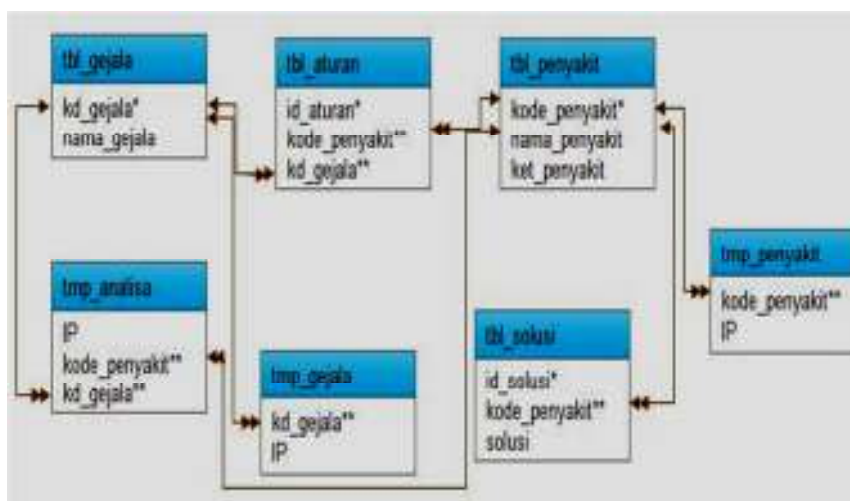 tbl_gejala
kd_gejala*
nama_gejala
tbl_aturan
id_aturan*
kode_penyakit**
kd_gejala**
tbl_penyakit
kode_penyakit*
nama_penyakit
ket_penyakit
tmp_analisa
IP
kode_penyakit**
kd_gejala**
tmp_gejala
kd_gejala**
IP
tbl_solusi
id_solusi*
kode_penyakit**
solusi
tmp_penyakit
kode_penyakit**
IP